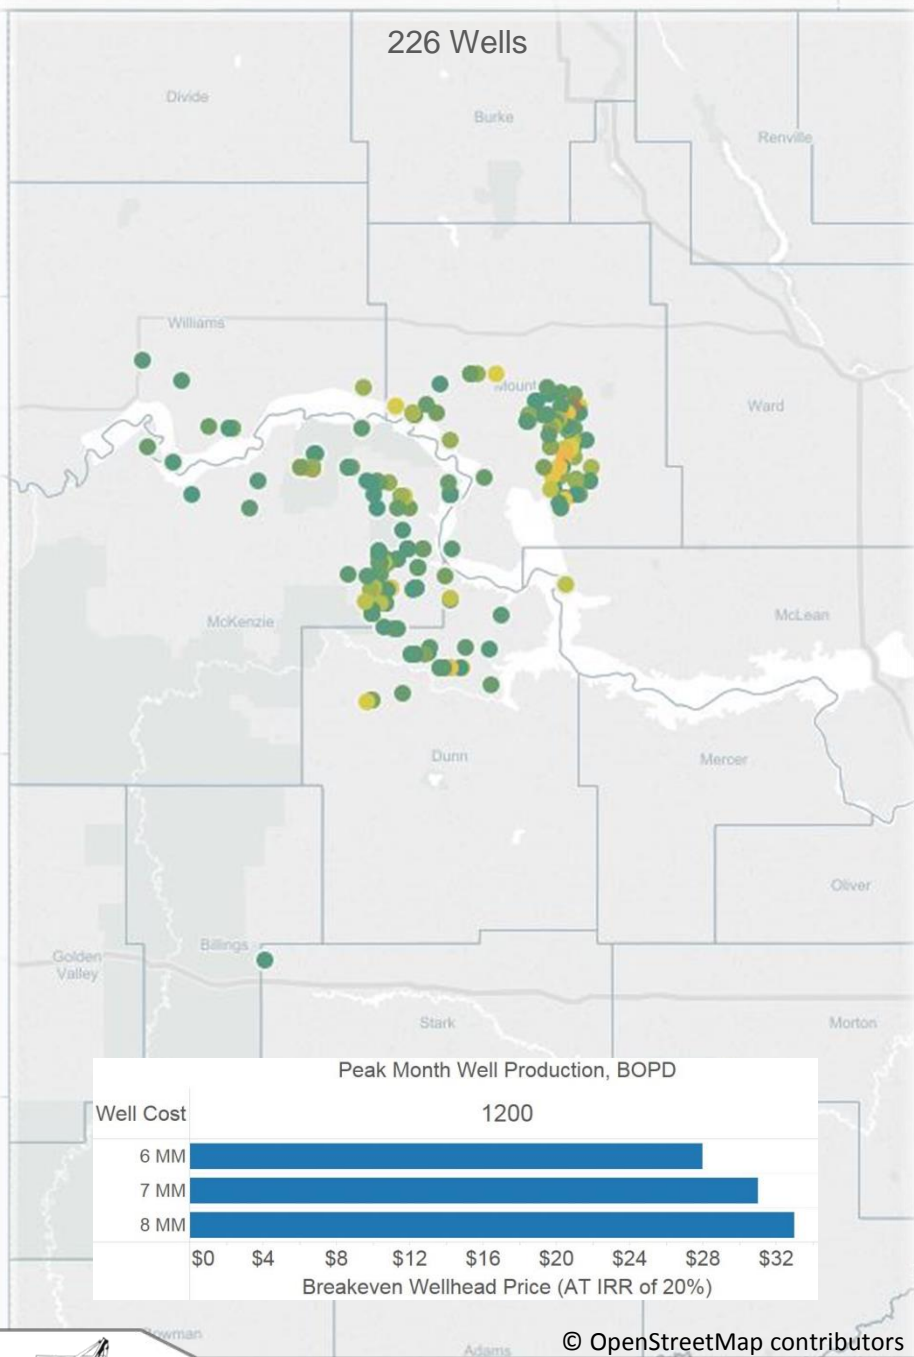 226 Wells
Divide
Burke
Renville
Williams
Mount
Ward
McKenzie
McLean
Dunn
Mercer
Oliver
Billings
Golden
Valley
Stark
Morton
Peak Month Well Production, BOPD
Well Cost 1200
6 MM
7 MM
8 MM
$0 $4 $8 $12 $16 $20 $24 $28 $32
Breakeven Wellhead Price (AT IRR of 20%)
owman
Adams
© OpenStreetMap contributors